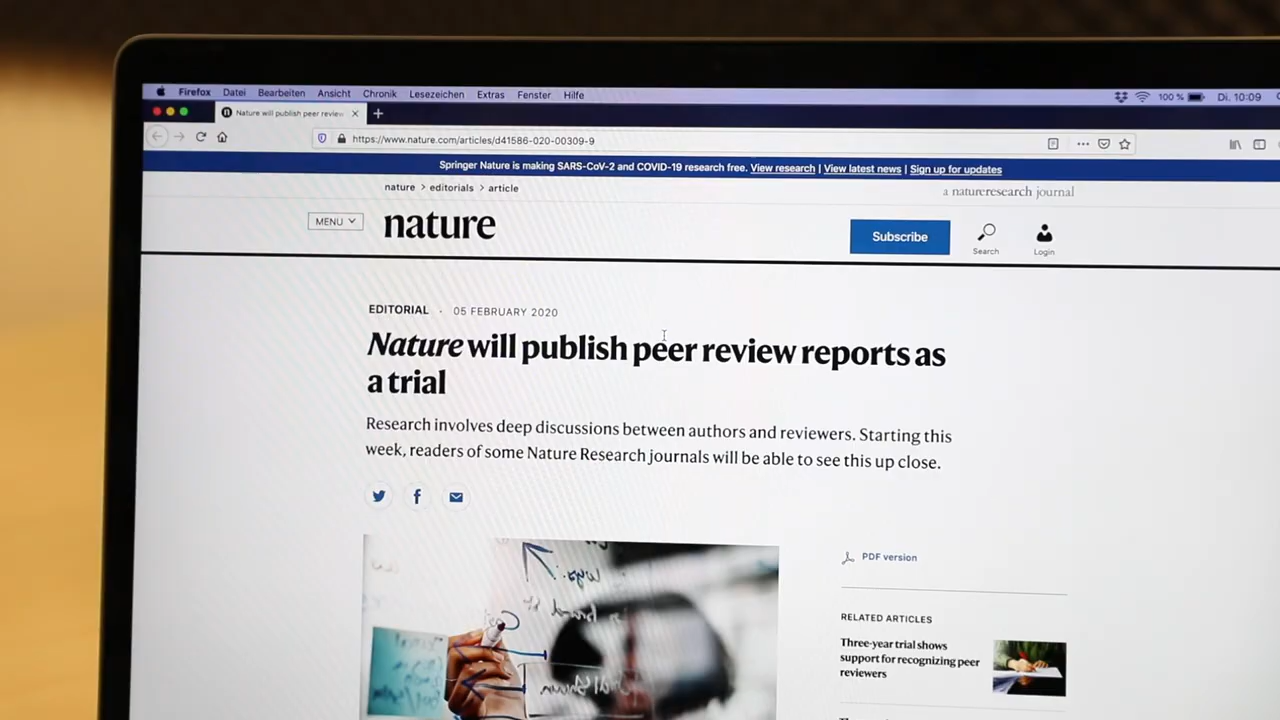 Firefox Datei Bearbeiten Ansicht Chronik Lesezeichen Extras Fenster Hilfe 100 % Di. 10:09
Nature will publish peer review
https://www.nature.com/articles/d41586-020-00309-9
Springer Nature is making SARS-CoV-2 and COVID-19 research free. View research | View latest news | Sign up for updates
nature > editorials > article
a natureresearch journal
MENU
nature
Subscribe
Search
Login
EDITORIAL · 05 FEBRUARY 2020
Nature will publish peer review reports as
a trial
Research involves deep discussions between authors and reviewers. Starting this
week, readers of some Nature Research journals will be able to see this up close.
PDF version
RELATED ARTICLES
Three-year trial shows
support for recognizing peer
reviewers